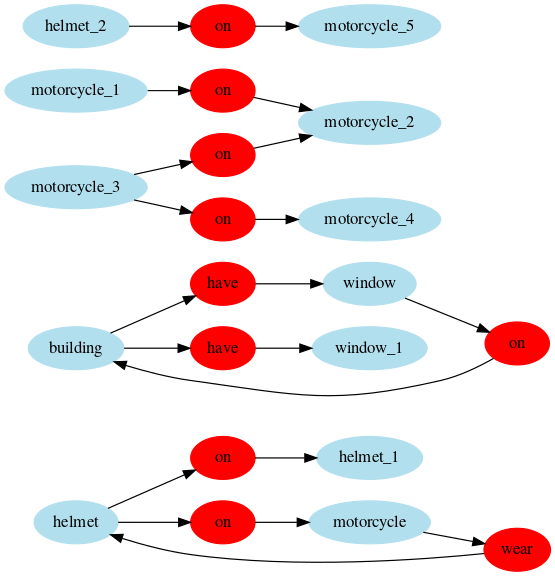 helmet_2 on motorcycle_5
motorcycle_1 on
motorcycle_2
on
motorcycle_3
on motorcycle_4
have window
building have window_1 on
on helmet_1
helmet on motorcycle
wear